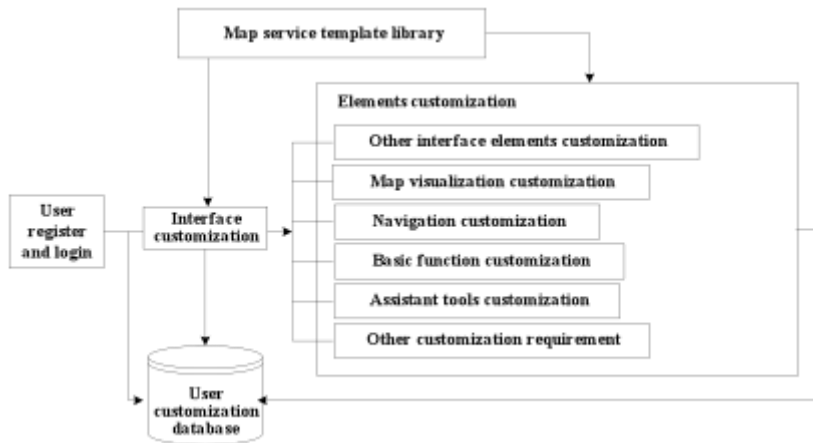 Map service template library
Elements customization
Other interface elements customization
Map visualization customization
Navigation customization
Basic function customization
Assistant tools customization
Other customization requirement
User
register
and login
Interface
customization
User
customization
database